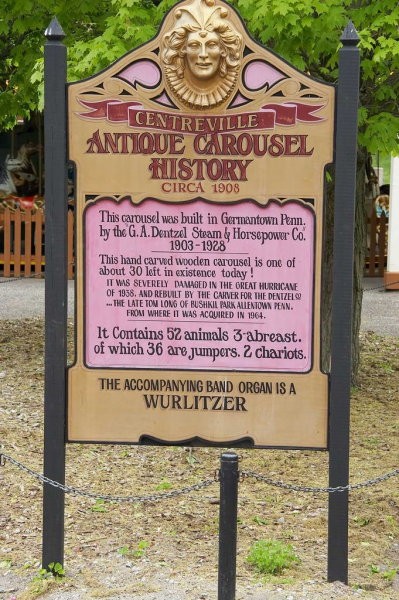 CENTREVILLE
ANTIQUE CAROUSEL
HISTORY
CIRCA 1908
This carousel was built in Germantown Penn.
by the "G.A. Dentzel Steam & Horsepower Co."
1903-1928
This hand carved wooden carousel is one of
about 30 left in existence today!
IT WAS SEVERELY DAMAGED IN THE GREAT HURRICANE
OF 1938. AND REBUILT BY THE CARVER FOR THE DENTZELS
...THE LATE TOM LONG OF BUSHKIL PARK ALLENTOWN PENN.
FROM WHERE IT WAS ACQUIRED IN 1964.
It Contains 52 animals 3-abreast.
of which 36 are jumpers. 2 chariots.
THE ACCOMPANYING BAND ORGAN IS A
WURLITZER